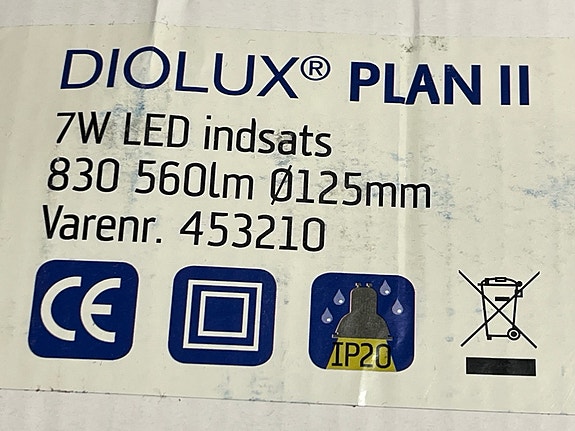 DIOLUX® PLAN II
7W LED indsats
830 560lm Ø125mm
Varenr. 453210
CE
IP20